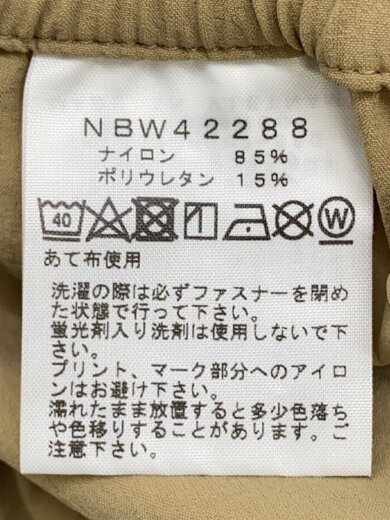 NBW42288
ナイロン 85%
ポリウレタン 15%
40 W
あて布使用
洗濯の際は必ずファスナーを閉め
た状態で行って下さい。
蛍光剤入り洗剤は使用しないで下
さい。
プリント、マーク部分へのアイロ
ンはお避け下さい。
濡れたまま放置すると多少色落ち
や色移りすることがあります。ご
注意下さい。